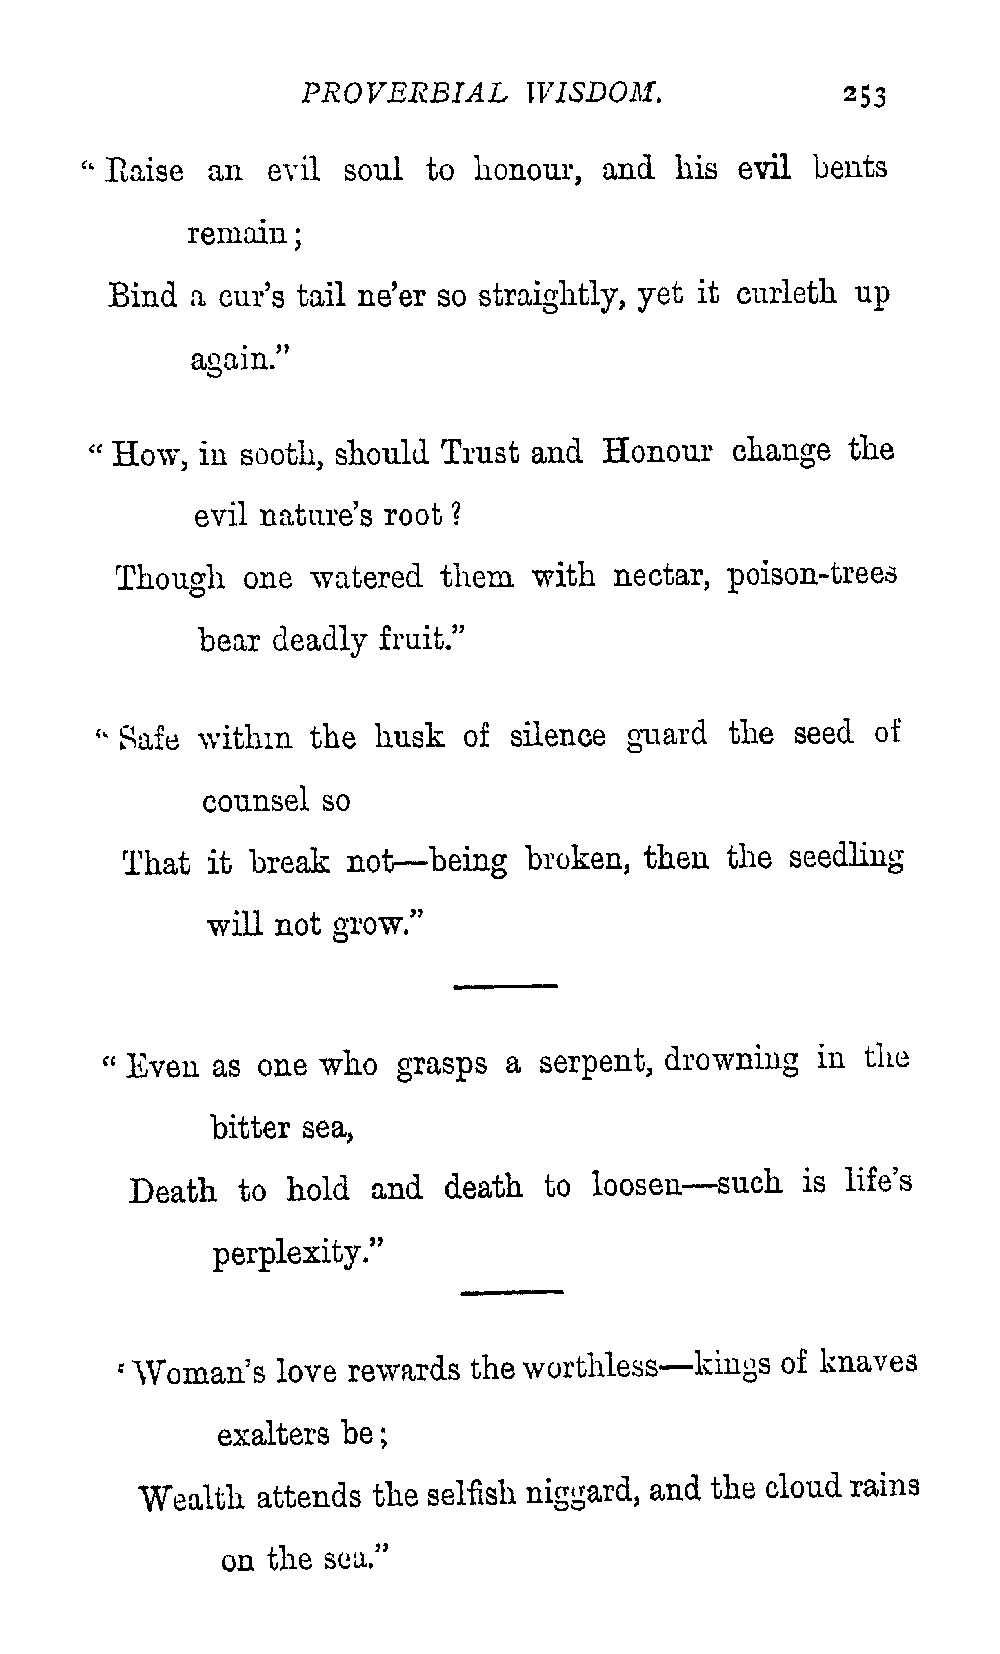 PROVERBIAL WISDOM. 253
“ Raise an evil soul to honour, and his evil bents
remain ;
Bind a cur’s tail ne’er so straightly, yet it curleth up
again.”
“ How, in sooth, should Trust and Honour change the
evil nature’s root ?
Though one watered them with nectar, poison-trees
bear deadly fruit.”
“ Safe within the husk of silence guard the seed of
counsel so
That it break not—being broken, then the seedling
will not grow.”
“ Even as one who grasps a serpent, drowning in the
bitter sea,
Death to hold and death to loosen—such is life’s
perplexity.”
‘ Woman’s love rewards the worthless—kings of knaves
exalters be ;
Wealth attends the selfish niggard, and the cloud rains
on the sea.”